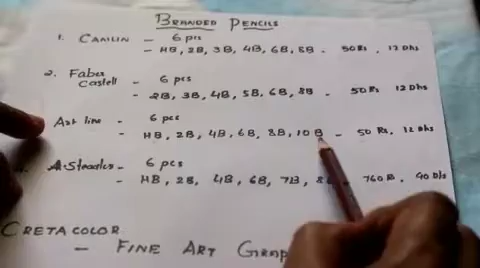 BRANDED PENCILS
1. CAMLIN - 6 pcs
- HB, 2B, 3B, 4B, 6B, 8B - 50 Rs, 12 Dhs
2. Faber Castell - 6 pcs
- 2B, 3B, 4B, 5B, 6B, 8B - 50 Rs 12 Dhs
Art line - 6 pcs
- HB, 2B, 4B, 6B, 8B, 10B - 50 Rs, 12 Dhs
A-Steadler - 6 pcs
- HB, 2B, 4B, 6B, 7B, 760 Rs, 40 Dhs
CRETACOLOR
- FINE ART